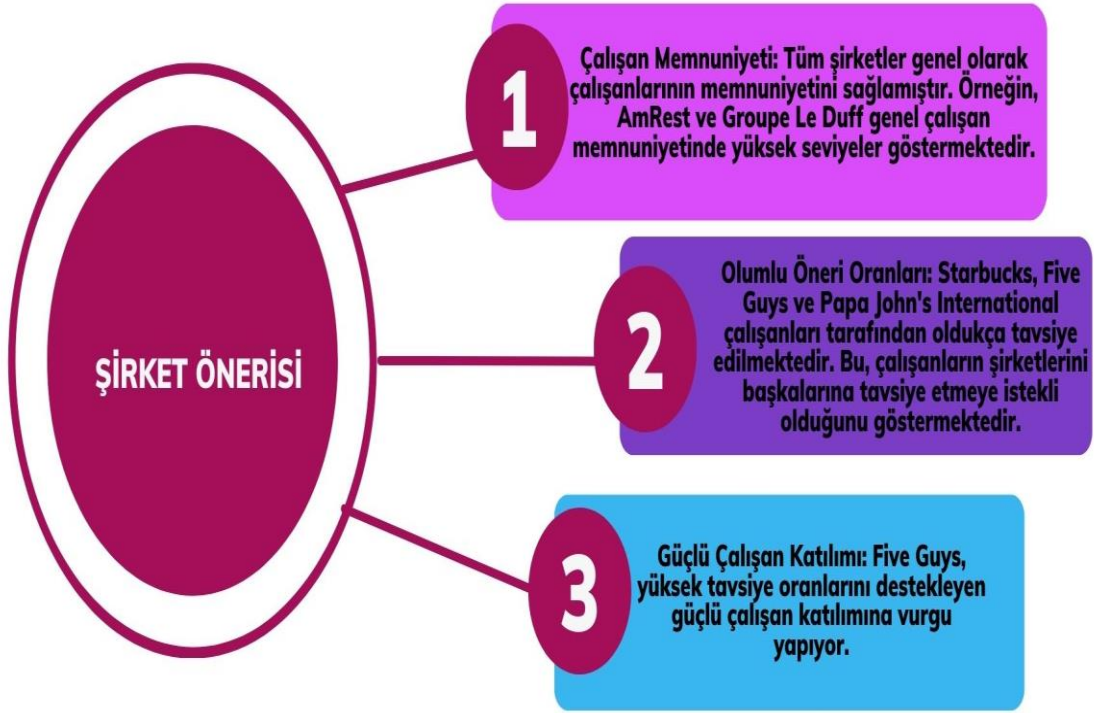 ŞİRKET ÖNERİSİ
1
Çalışan Memnuniyeti: Tüm şirketler genel olarak
çalışanlarının memnuniyetini sağlamıştır. Örneğin,
AmRest ve Groupe Le Duff genel çalışan
memnuniyetinde yüksek seviyeler göstermektedir.
2
Olumlu Öneri Oranları: Starbucks, Five
Guys ve Papa John's International
çalışanları tarafından oldukça tavsiye
edilmektedir. Bu, çalışanların şirketlerini
başkalarına tavsiye etmeye istekli
olduğunu göstermektedir.
3
Güçlü Çalışan Katılımı: Five Guys,
yüksek tavsiye oranlarını destekleyen
güçlü çalışan katılımına vurgu
yapıyor.